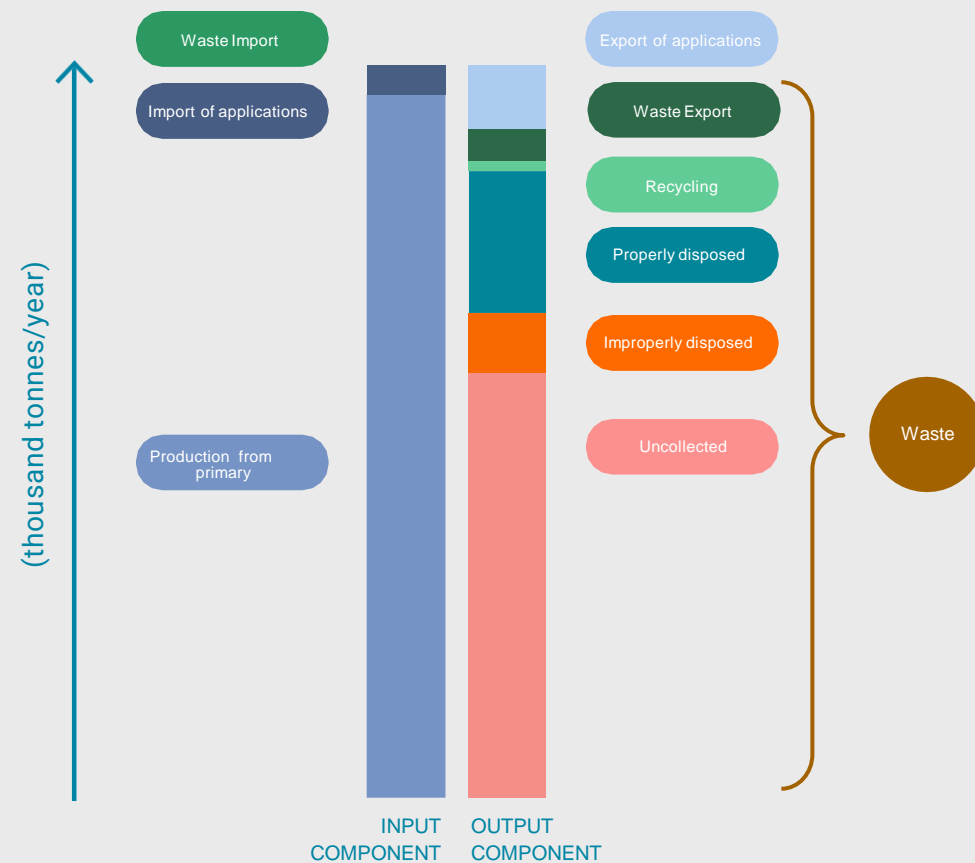 Waste Import
Import of applications
Production from
primary
(thousand tonnes/year)
Export of applications
Waste Export
Recycling
Properly disposed
Improperly disposed
Uncollected
Waste
INPUT
COMPONENT
OUTPUT
COMPONENT